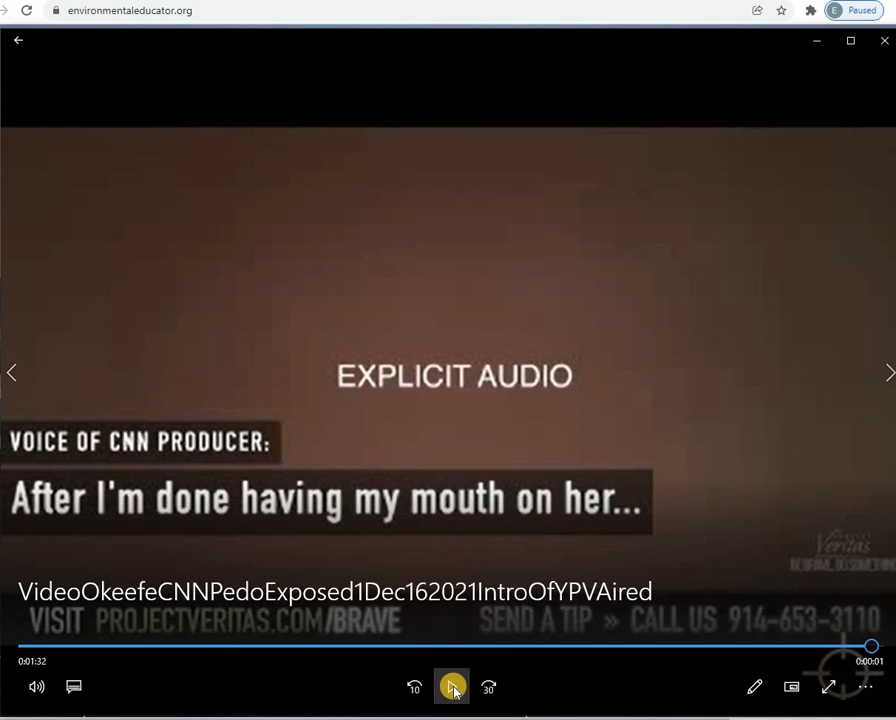 environmentaleducator.org
E Paused
EXPLICIT AUDIO
VOICE OF CNN PRODUCER:
After I'm done having my mouth on her...
Veritas
VideoOkeefeCNNPedoExposed1Dec162021IntroOfYPVAired
VISIT PROJECTVERITAS.COM/BRAVE SEND A TIP » CALL US 914-653-3110
0:01:32 0:00:01
10 30